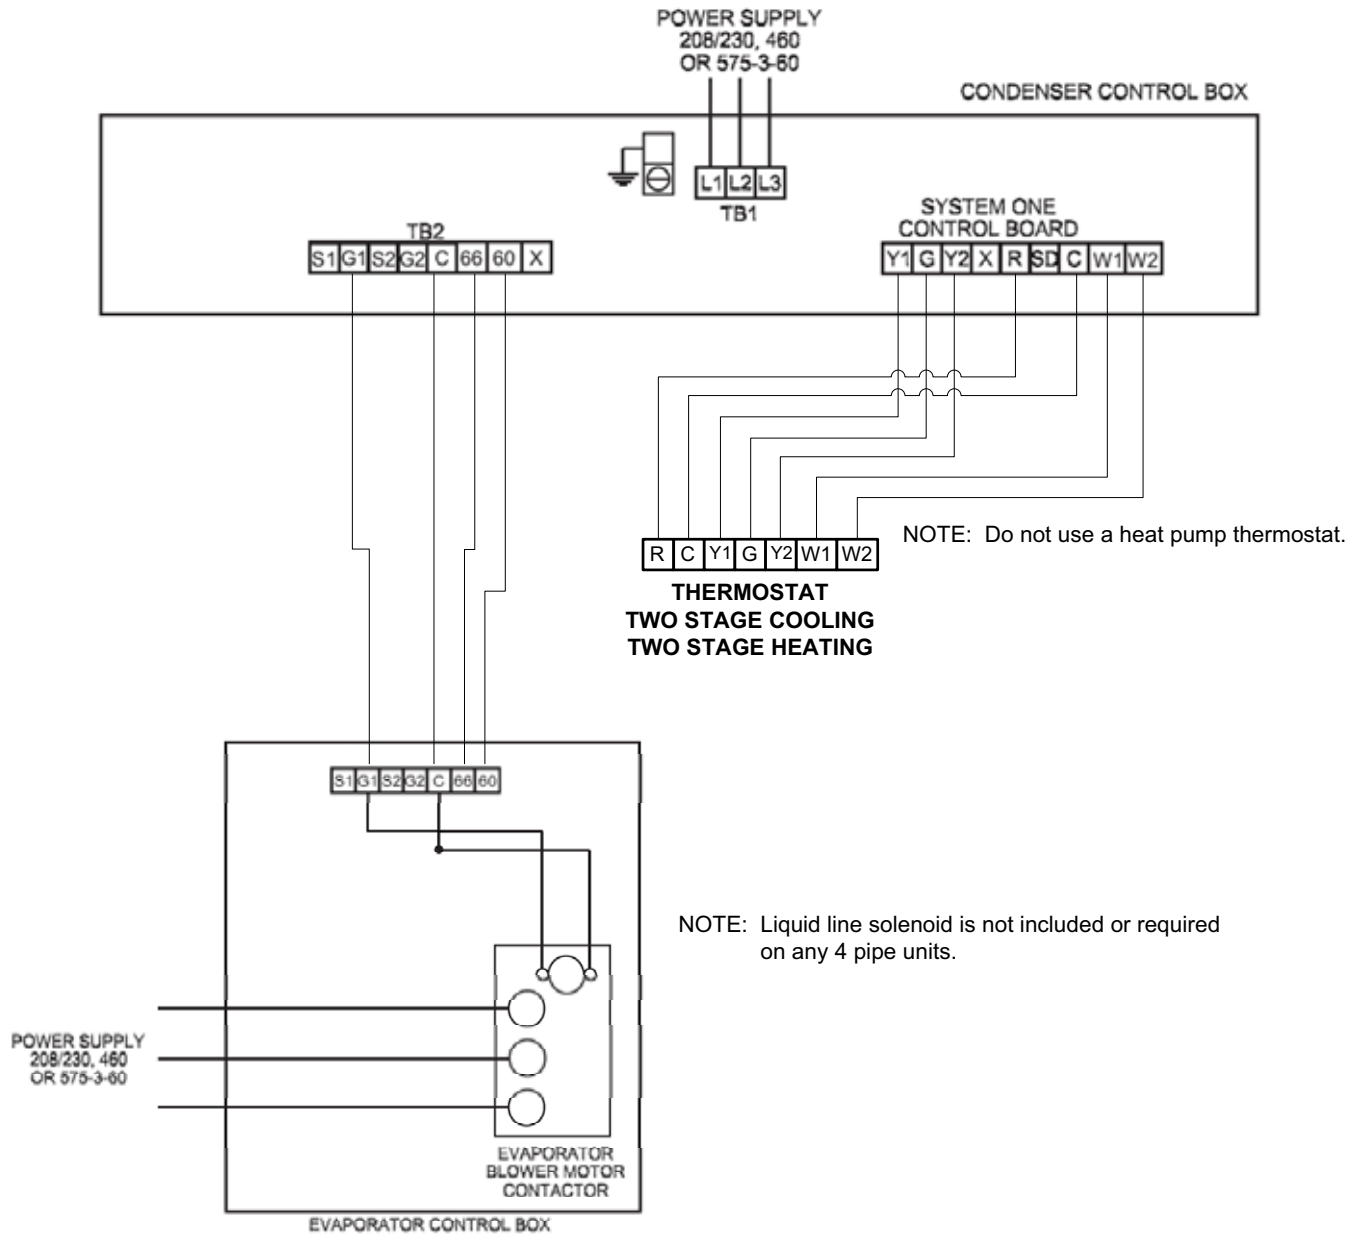 POWER SUPPLY
208/230, 460
OR 575-3-60
CONDENSER CONTROL BOX
L1 L2 L3
TB1
SYSTEM ONE
CONTROL BOARD
TB2
S1 G1 S2 G2 C 66 60 X
Y1 G Y2 X R SD C W1 W2
NOTE: Do not use a heat pump thermostat.
R C Y1 G Y2 W1 W2
THERMOSTAT
TWO STAGE COOLING
TWO STAGE HEATING
S1 G1 S2 G2 C 66 60
NOTE: Liquid line solenoid is not included or required
on any 4 pipe units.
POWER SUPPLY
208/230, 460
OR 575-3-60
EVAPORATOR
BLOWER MOTOR
CONTACTOR
EVAPORATOR CONTROL BOX